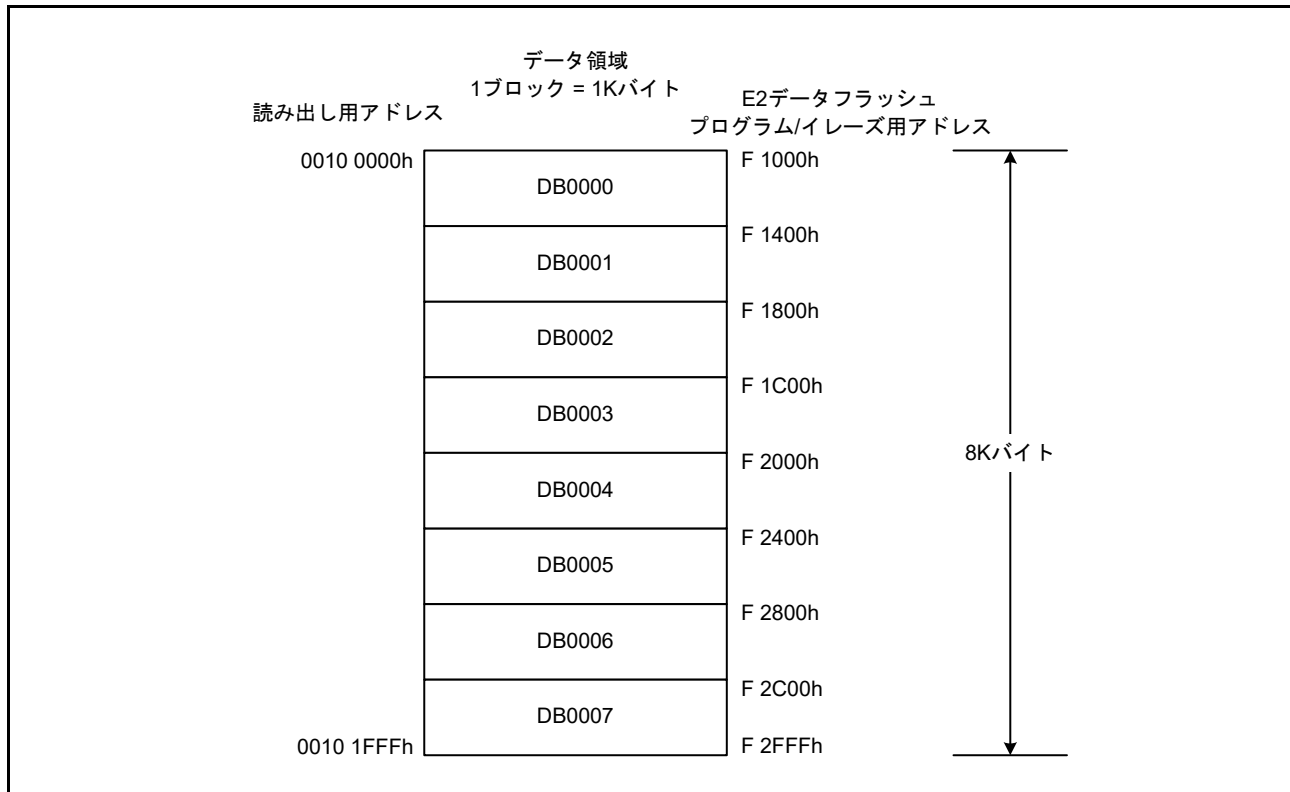 データ領域
1ブロック = 1Kバイト
読み出し用アドレス
E2データフラッシュ
プログラム/イレーズ用アドレス
0010 0000h
F 1000h
DB0000
F 1400h
DB0001
F 1800h
DB0002
F 1C00h
DB0003
F 2000h
8Kバイト
DB0004
F 2400h
DB0005
F 2800h
DB0006
F 2C00h
DB0007
0010 1FFFh
F 2FFFh